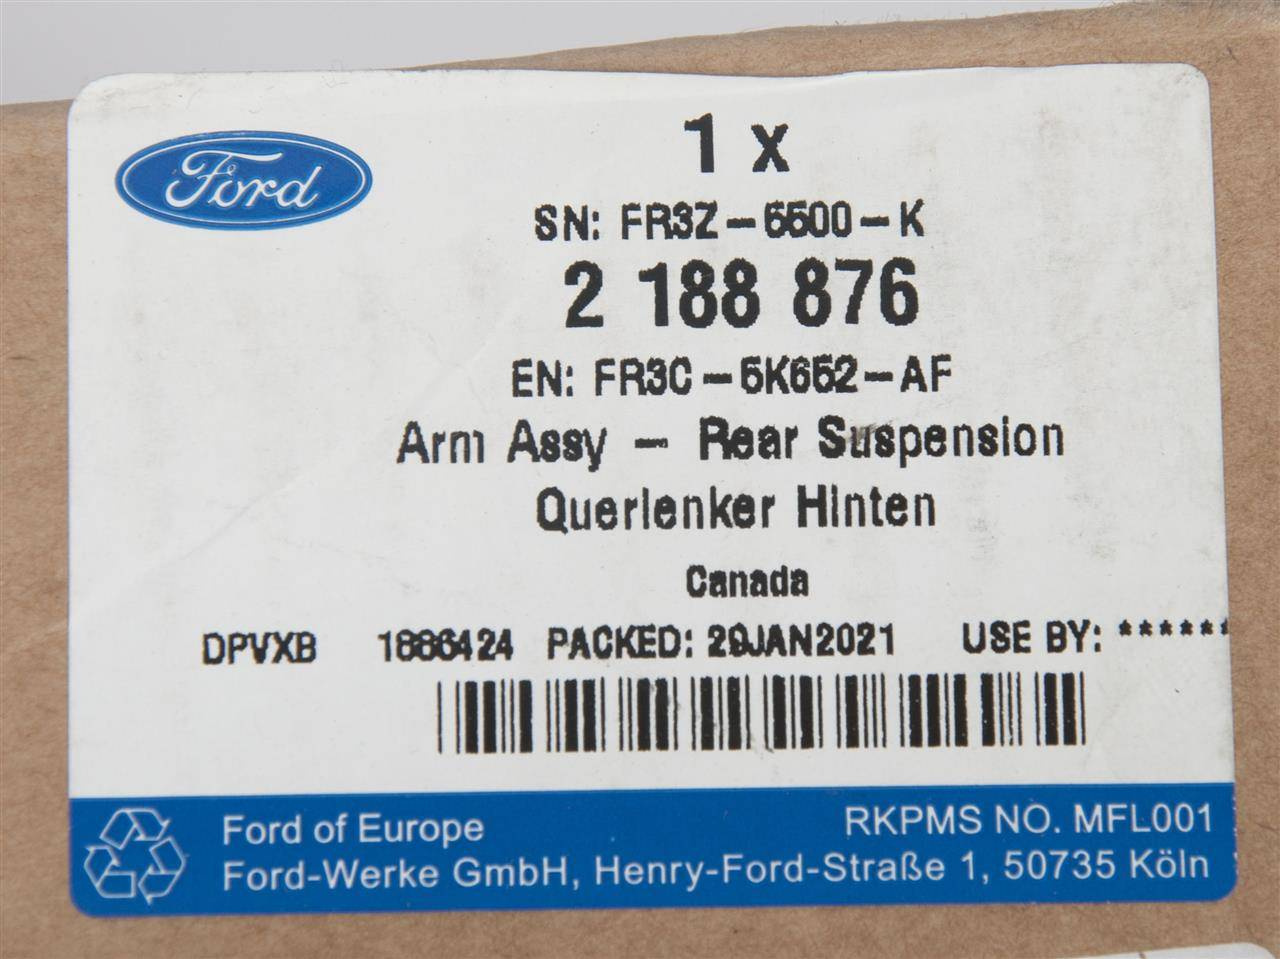 Ford
1 x
SN: FR3Z-5500-K
2 188 876
EN: FR3C-5K652-AF
Arm Assy - Rear Suspension
Querlenker Hinten
Canada
DPVXB 1886424 PACKED: 29JAN2021 USE BY: ******
Ford of Europe
RKPMS NO. MFL001
Ford-Werke GmbH, Henry-Ford-Straße 1, 50735 Köln